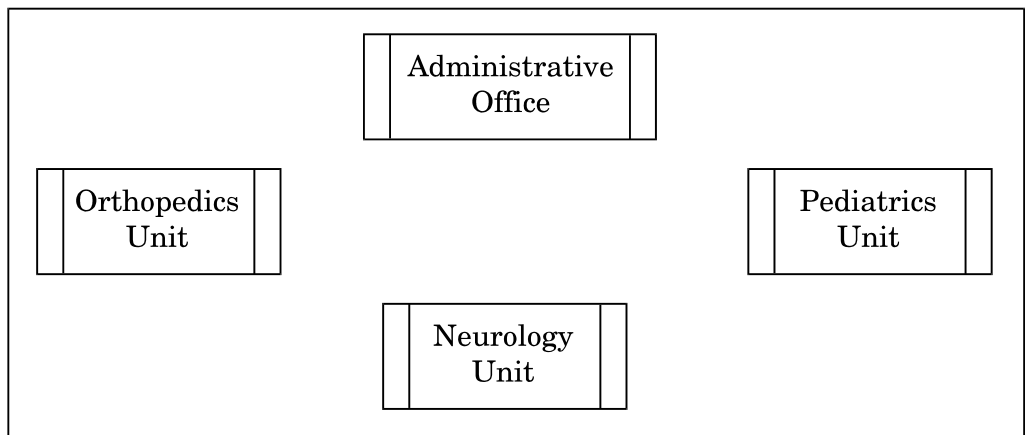 Administrative
Office
Orthopedics
Unit
Pediatrics
Unit
Neurology
Unit